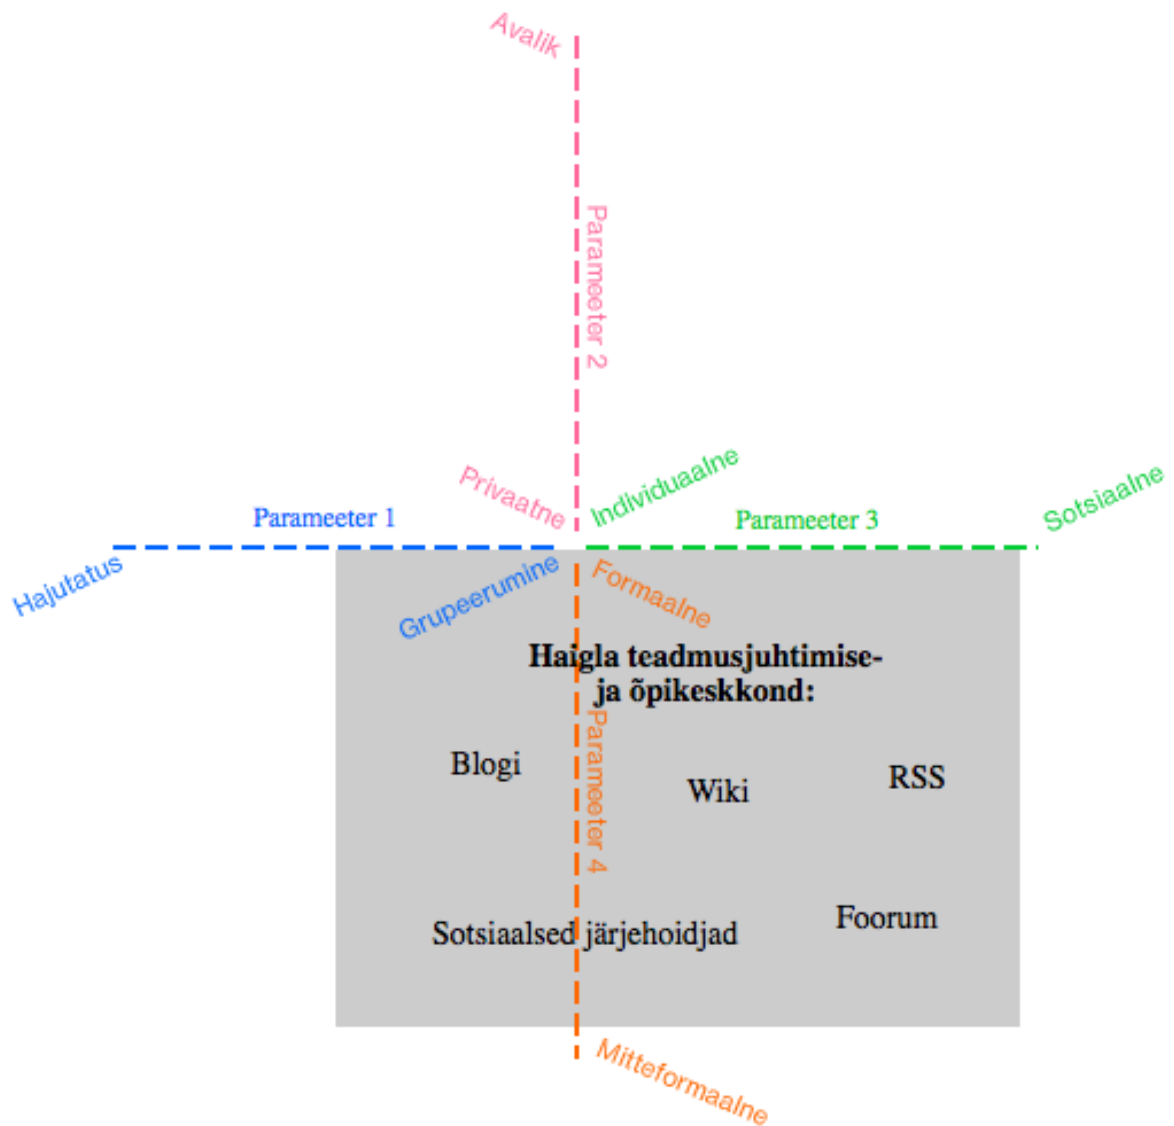 Avalik
Parameeter 2
Privaatne
Individuaalne
Sotsiaalne
Parameeter 1
Parameeter 3
Hajutatus
Grupeerumine
Formaalne
Haigla teadmusjuhtimise-
ja õpikeskkond:
Parameeter 4
Blogi
Wiki
RSS
Sotsiaalsed järjehoidjad
Foorum
Mitteformaalne